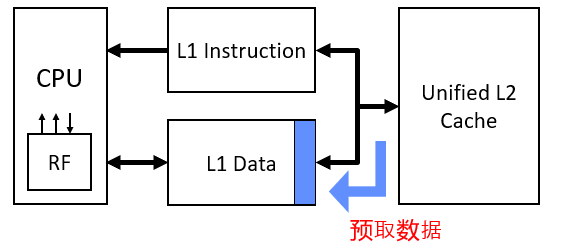 CPU
RF
L1 Instruction
L1 Data
Unified L2
Cache
预取数据